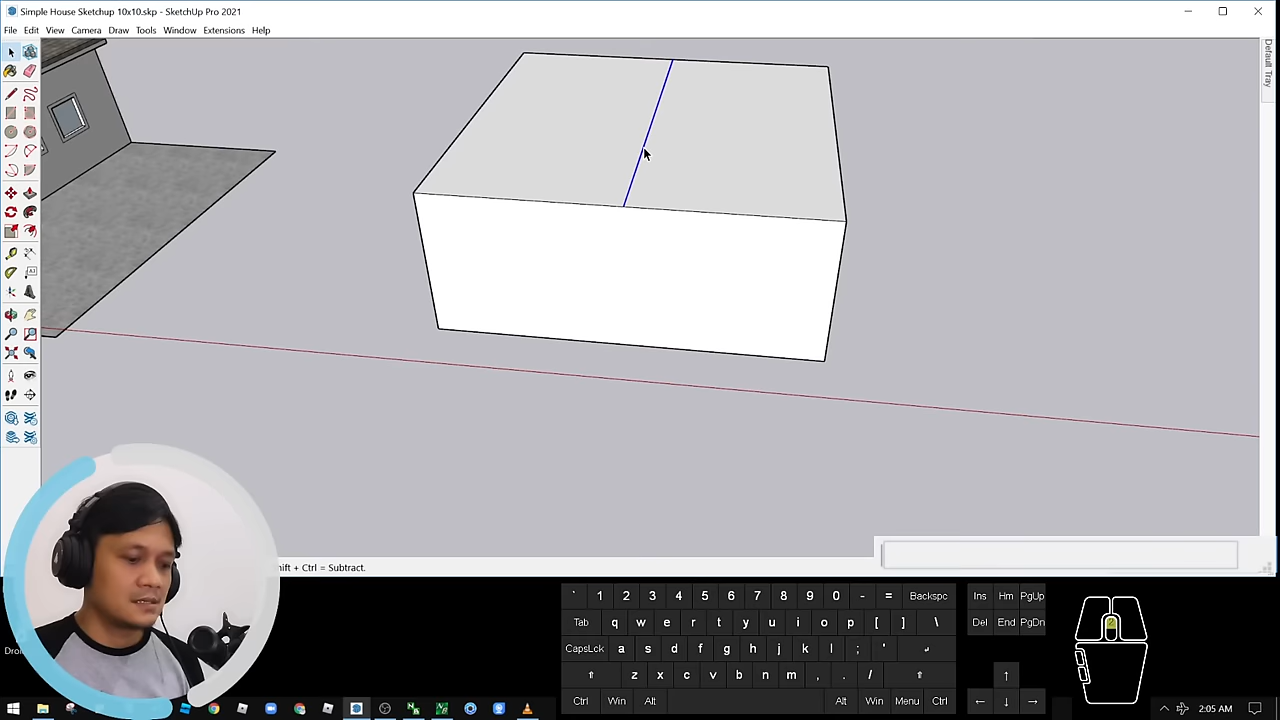 Simple House Sketchup 10x10.skp - SketchUp Pro 2021
File Edit View Camera Draw Tools Window Extensions Help
Default Tray
hift + Ctrl = Subtract.
` 1 2 3 4 5 6 7 8 9 0 - = Backspc
Ins Hm PgUp
Tab q w e r t y u i o p [ ] \
Del End PgDn
CapsLck a s d f g h j k l ; '
z x c v b n m , . /
Ctrl Win Alt Alt Win Menu Ctrl
2:05 AM